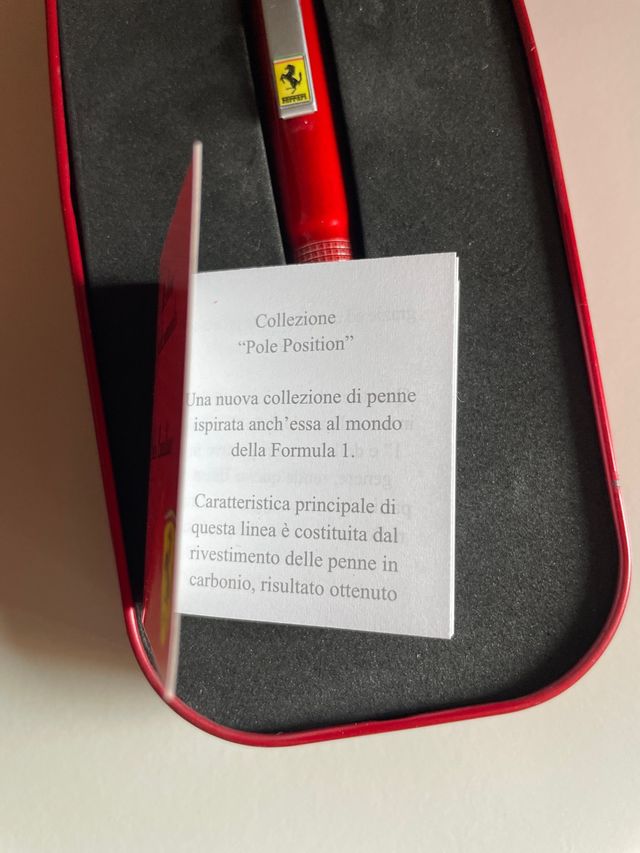 Ferrari
Collezione
“Pole Position”
Una nuova collezione di penne
ispirata anch’essa al mondo
della Formula 1.
Caratteristica principale di
questa linea è costituita dal
rivestimento delle penne in
carbonio, risultato ottenuto